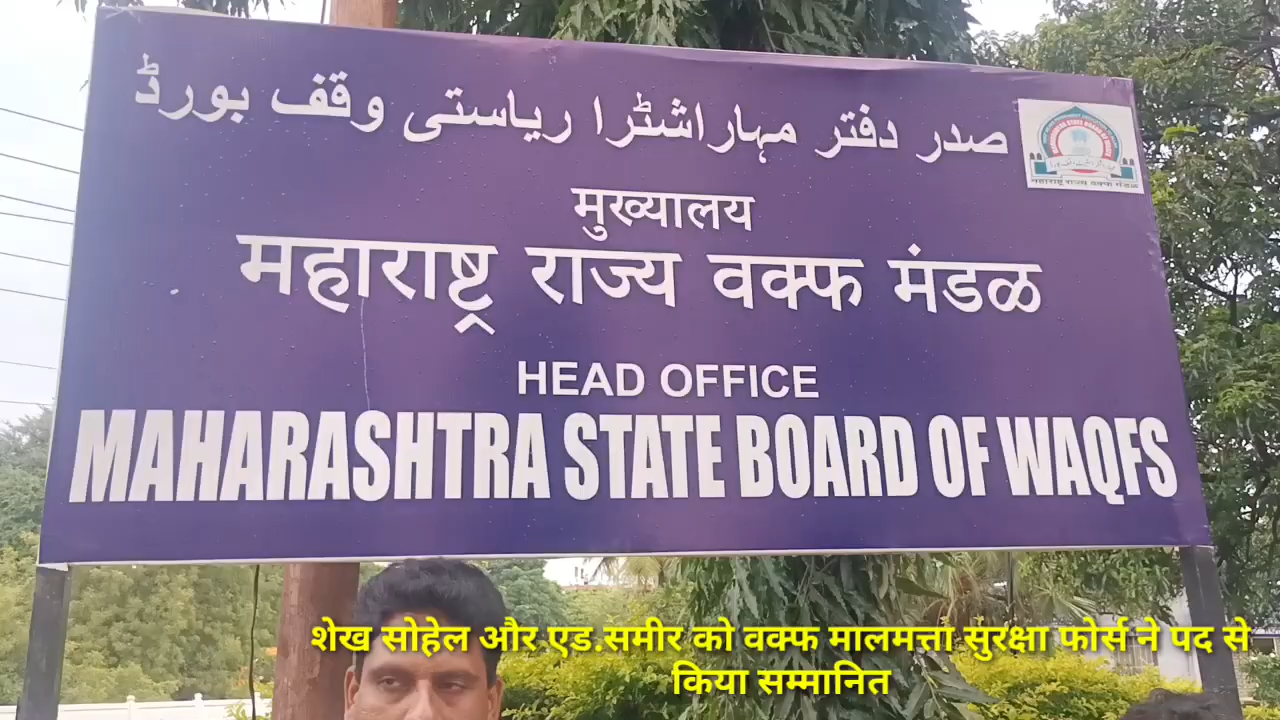 صدر دفتر مہاراشٹرا ریاستی وقف بورڈ
मुख्यालय
महाराष्ट्र राज्य वक्फ मंडळ
HEAD OFFICE
MAHARASHTRA STATE BOARD OF WAQFS
शेख सोहेल और एड.समीर को वक्फ मालमत्ता सुरक्षा फोर्स ने पद से
किया सम्मानित